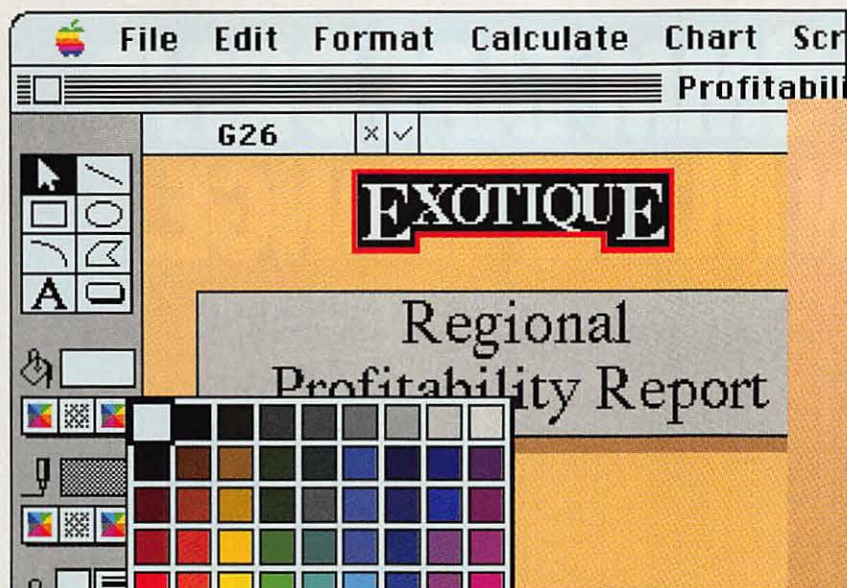 File Edit Format Calculate Chart Scr
Profitabili
G26
EXOTIQUE
A
Regional
Profitability Report